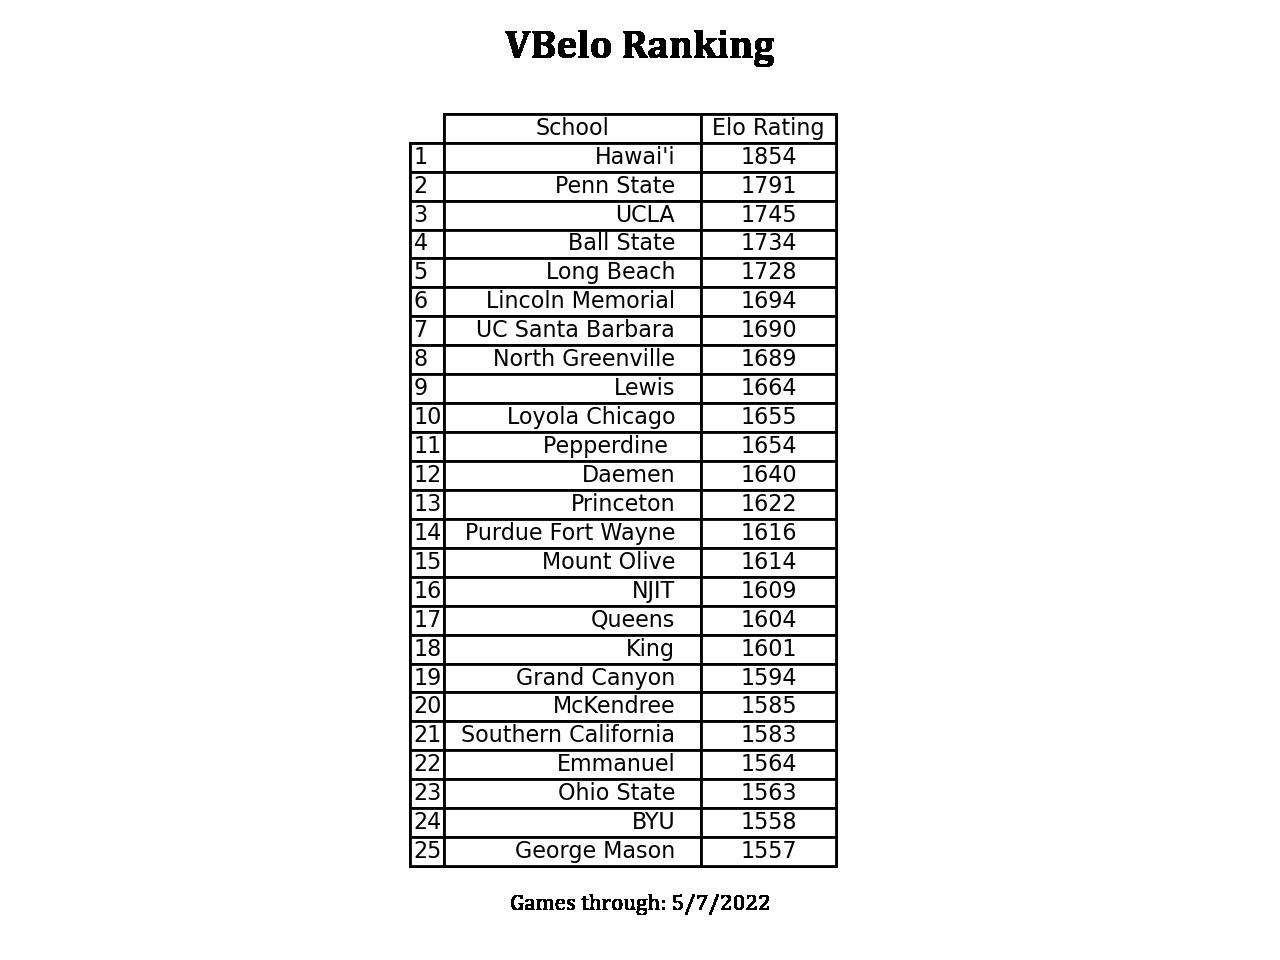 VBelo Ranking
School Elo Rating
1 Hawai'i 1854
2 Penn State 1791
3 UCLA 1745
4 Ball State 1734
5 Long Beach 1728
6 Lincoln Memorial 1694
7 UC Santa Barbara 1690
8 North Greenville 1689
9 Lewis 1664
10 Loyola Chicago 1655
11 Pepperdine 1654
12 Daemen 1640
13 Princeton 1622
14 Purdue Fort Wayne 1616
15 Mount Olive 1614
16 NJIT 1609
17 Queens 1604
18 King 1601
19 Grand Canyon 1594
20 McKendree 1585
21 Southern California 1583
22 Emmanuel 1564
23 Ohio State 1563
24 BYU 1558
25 George Mason 1557
Games through: 5/7/2022